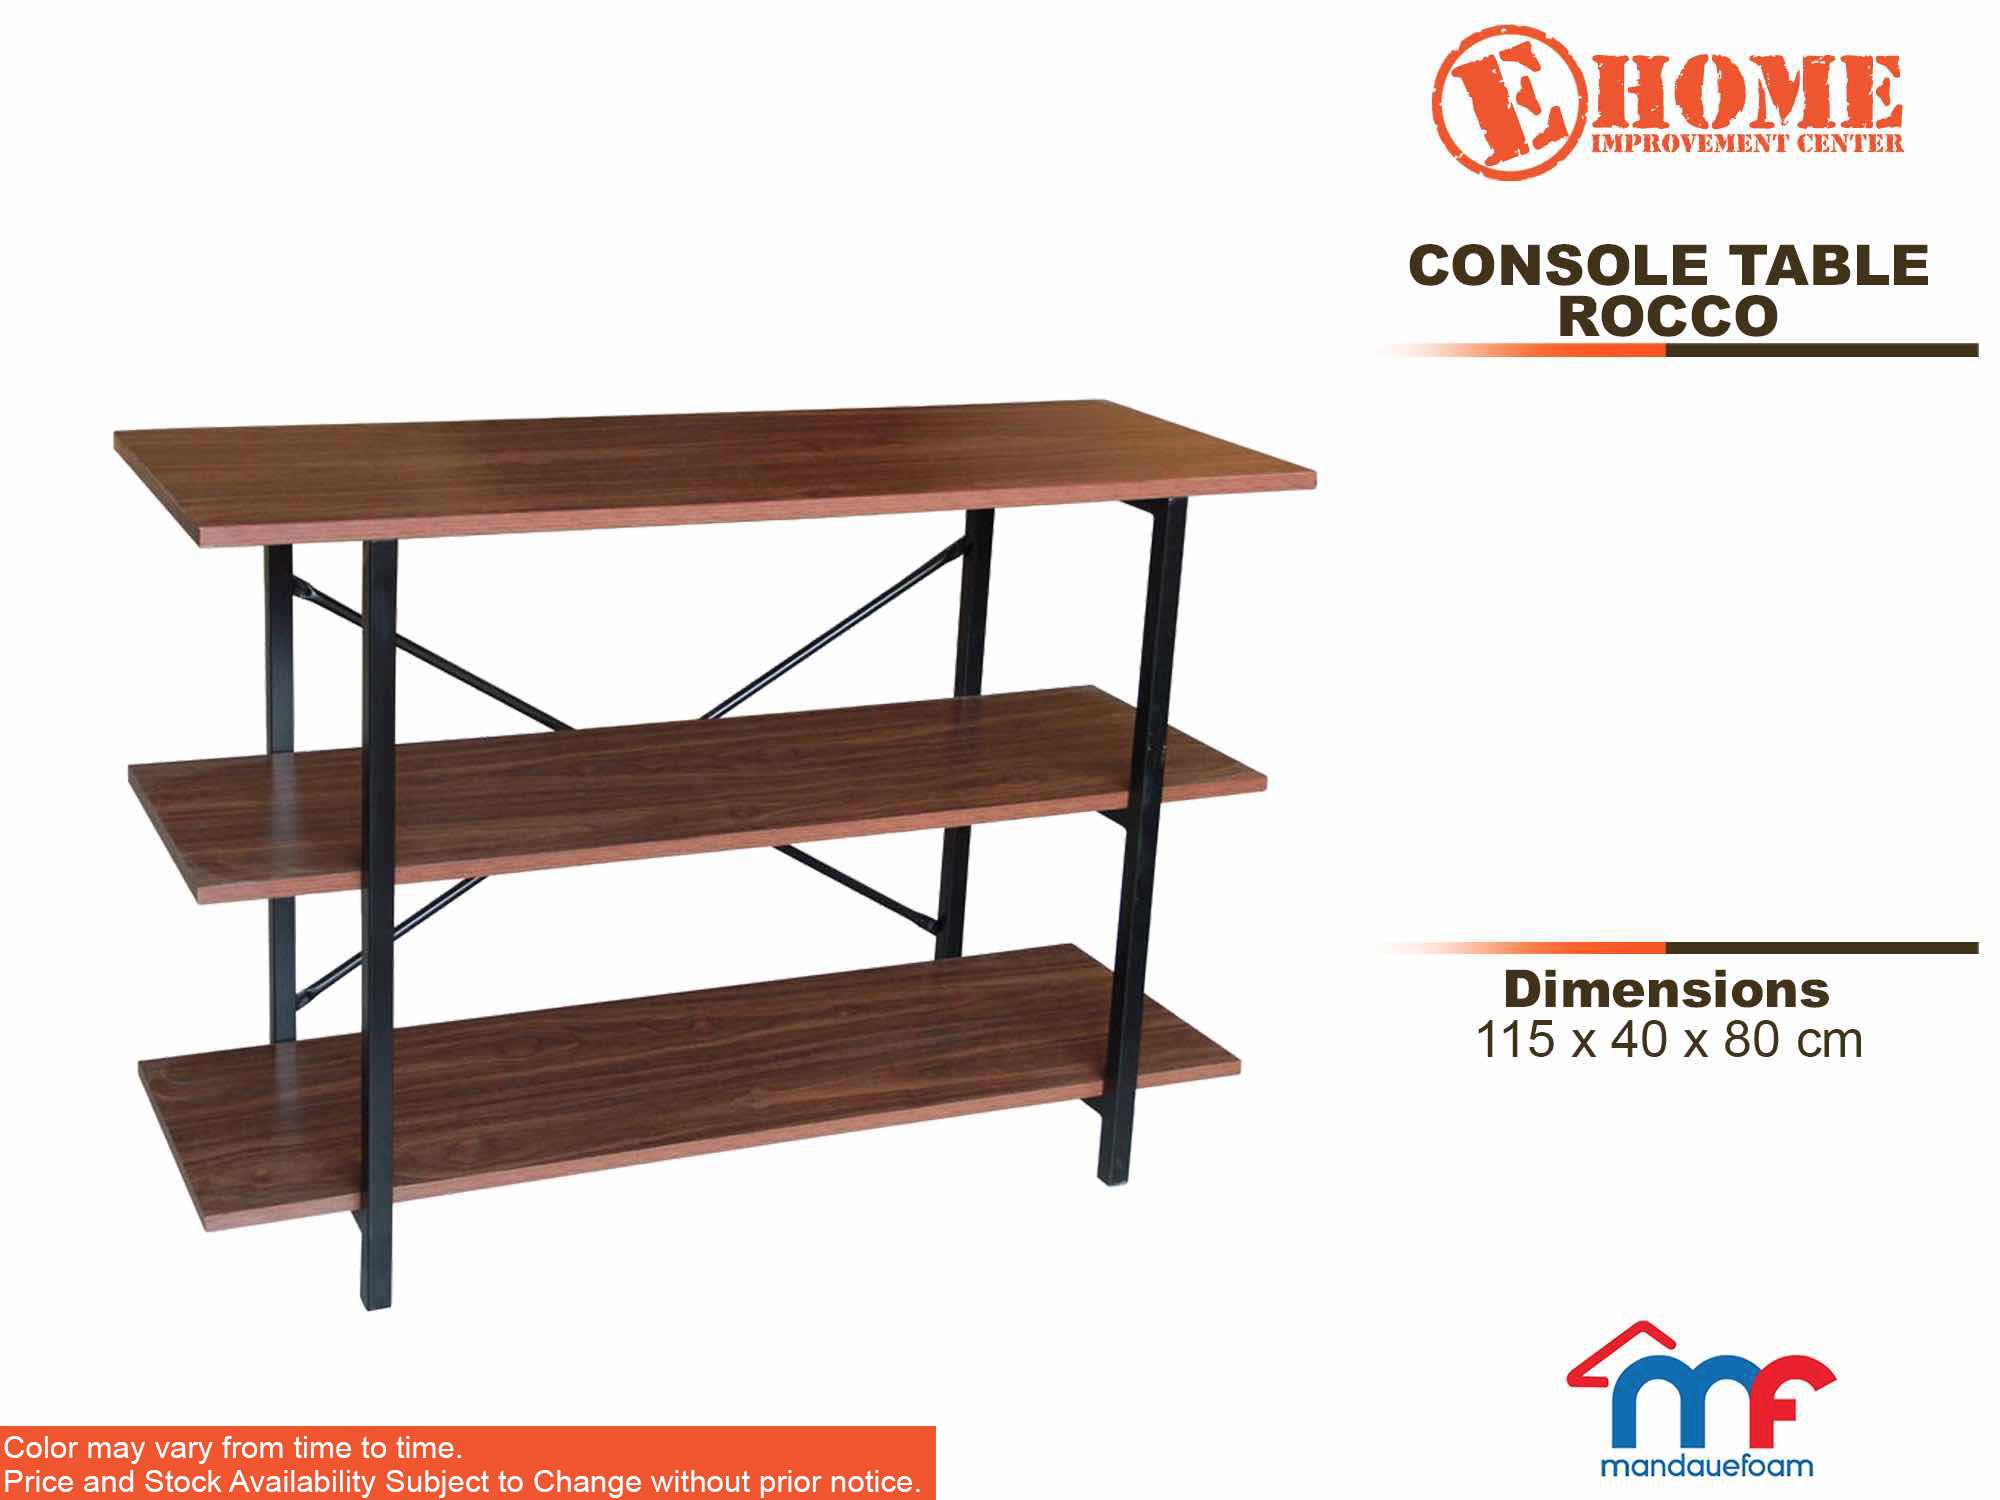 E HOME
IMPROVEMENT CENTER
CONSOLE TABLE
ROCCO
Dimensions
115 x 40 x 80 cm
mf
mandauefoam
Color may vary from time to time.
Price and Stock Availability Subject to Change without prior notice.